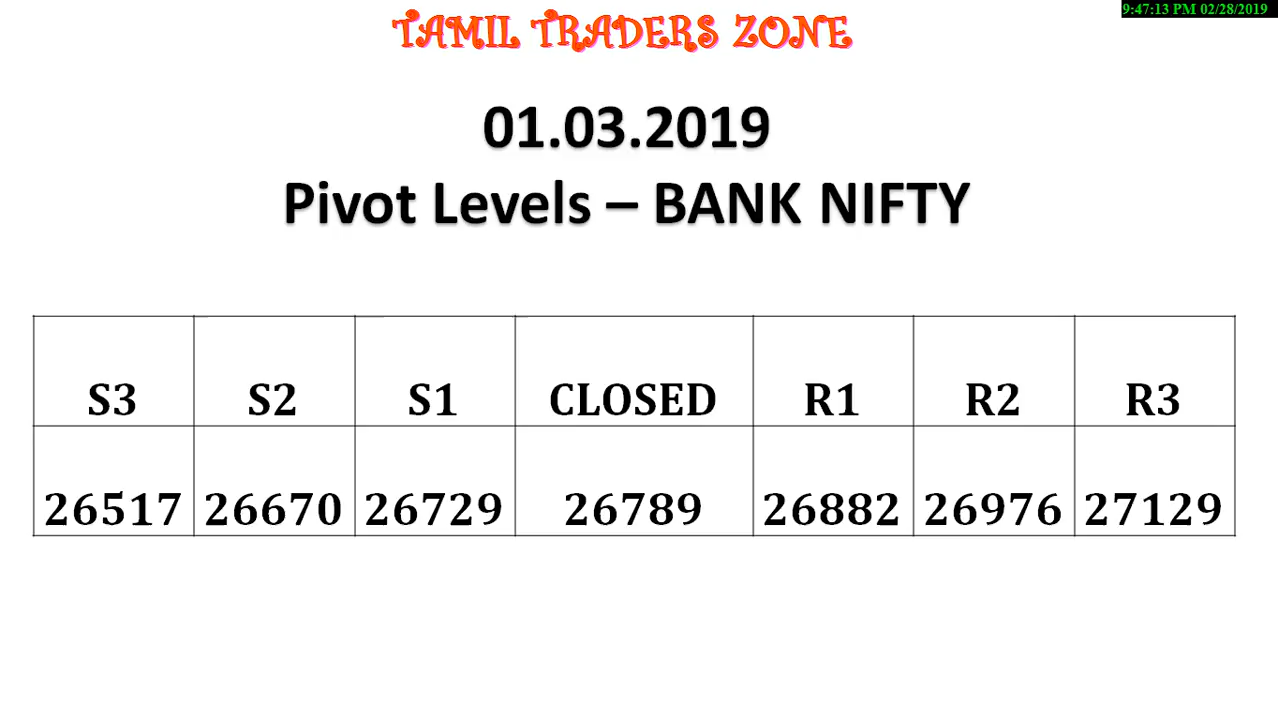 9:47:13 PM 02/28/2019
TAMIL TRADERS ZONE
01.03.2019
Pivot Levels – BANK NIFTY
S3 S2 S1 CLOSED R1 R2 R3
26517 26670 26729 26789 26882 26976 27129